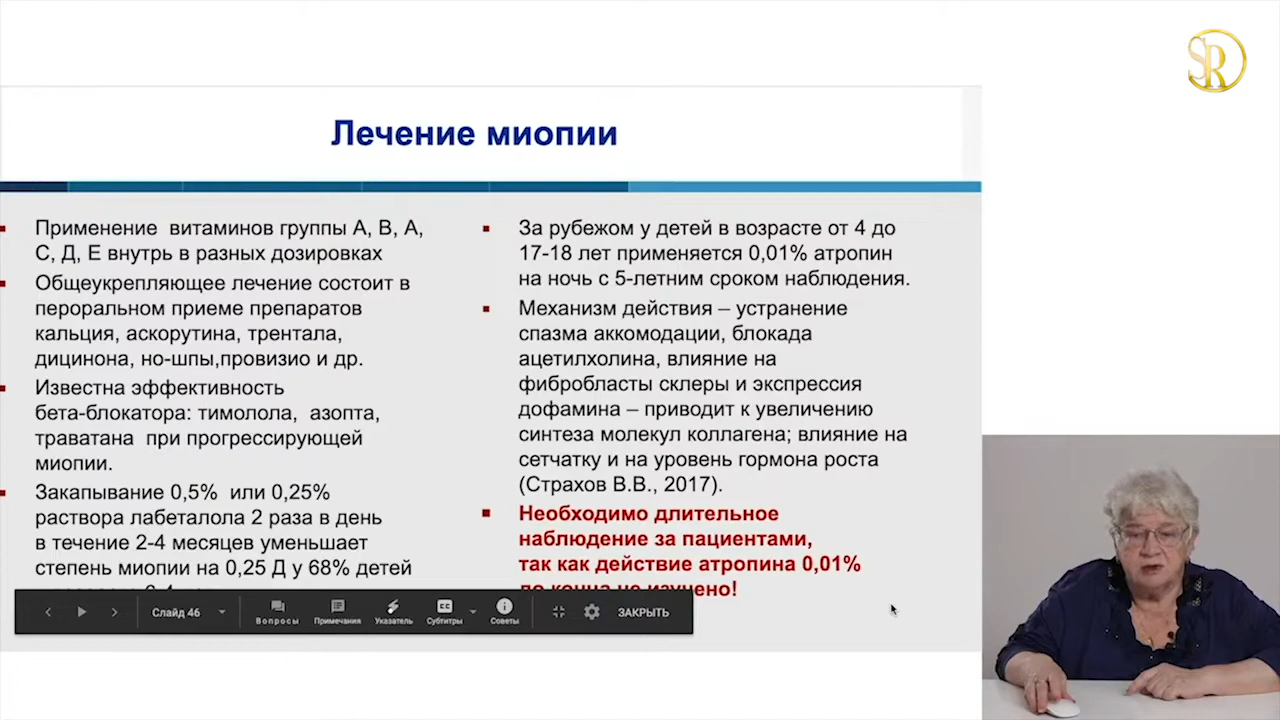 SR
Лечение миопии
Применение витаминов группы А, В, А,
С, Д, Е внутрь в разных дозировках
Общеукрепляющее лечение состоит в
пероральном приеме препаратов
кальция, аскорутина, трентала,
дицинона, но-шпы,провизио и др.
Известна эффективность
бета-блокатора: тимолола, азопта,
траватана при прогрессирующей
миопии.
Закапывание 0,5% или 0,25%
раствора лабеталола 2 раза в день
в течение 2-4 месяцев уменьшает
степень миопии на 0,25 Д у 68% детей
За рубежом у детей в возрасте от 4 до
17-18 лет применяется 0,01% атропин
на ночь с 5-летним сроком наблюдения.
Механизм действия – устранение
спазма аккомодации, блокада
ацетилхолина, влияние на
фибробласты склеры и экспрессия
дофамина – приводит к увеличению
синтеза молекул коллагена; влияние на
сетчатку и на уровень гормона роста
(Страхов В.В., 2017).
Необходимо длительное
наблюдение за пациентами,
так как действие атропина 0,01%
до конца не изучено!
Слайд 46
Вопросы
Примечания
Указатель
CC
Субтитры
Советы
ЗАКРЫТЬ